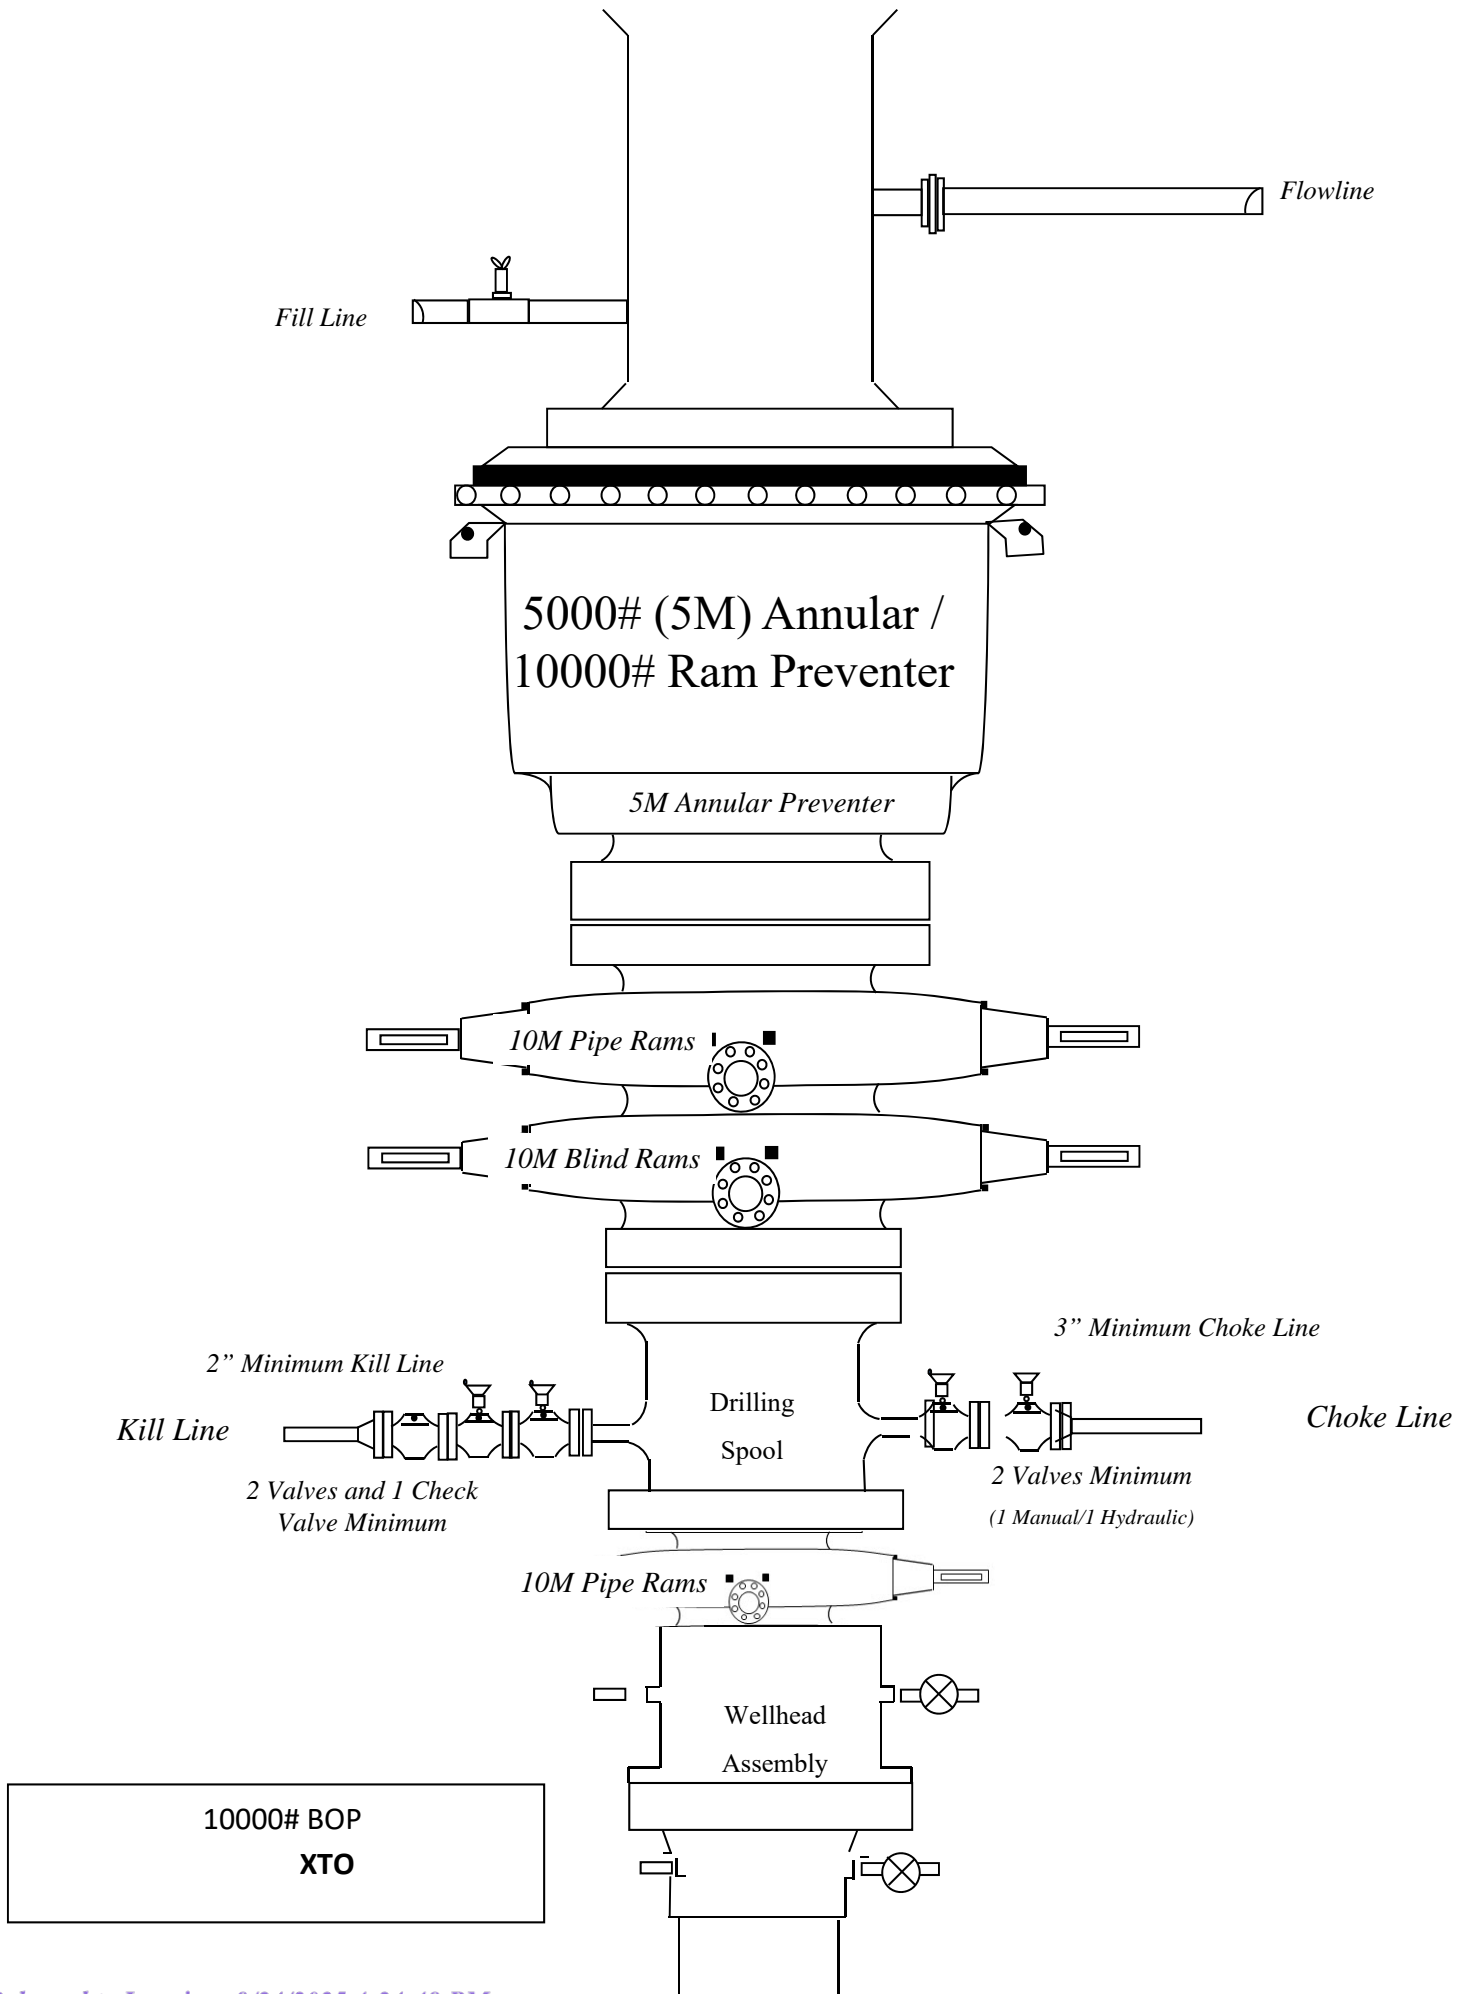 Flowline
Fill Line
5000# (5M) Annular /
10000# Ram Preventer
5M Annular Preventer
10M Pipe Rams
10M Blind Rams
3” Minimum Choke Line
2” Minimum Kill Line
Drilling
Spool
Kill Line
Choke Line
2 Valves and 1 Check
Valve Minimum
2 Valves Minimum
(1 Manual/1 Hydraulic)
10M Pipe Rams
Wellhead
Assembly
10000# BOP
XTO